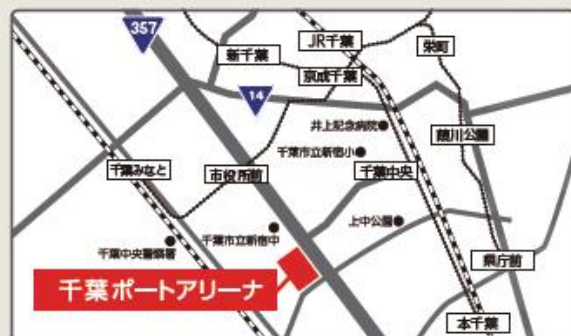 357
JR千葉
栄町
新千葉
京成千葉
14
井上記念病院
葭川公園
千葉市立新宿小
千葉みなと
市役所前
千葉中央
上中公園
千葉市立新宿中
千葉中央警察署
県庁前
千葉ポートアリーナ
本千葉